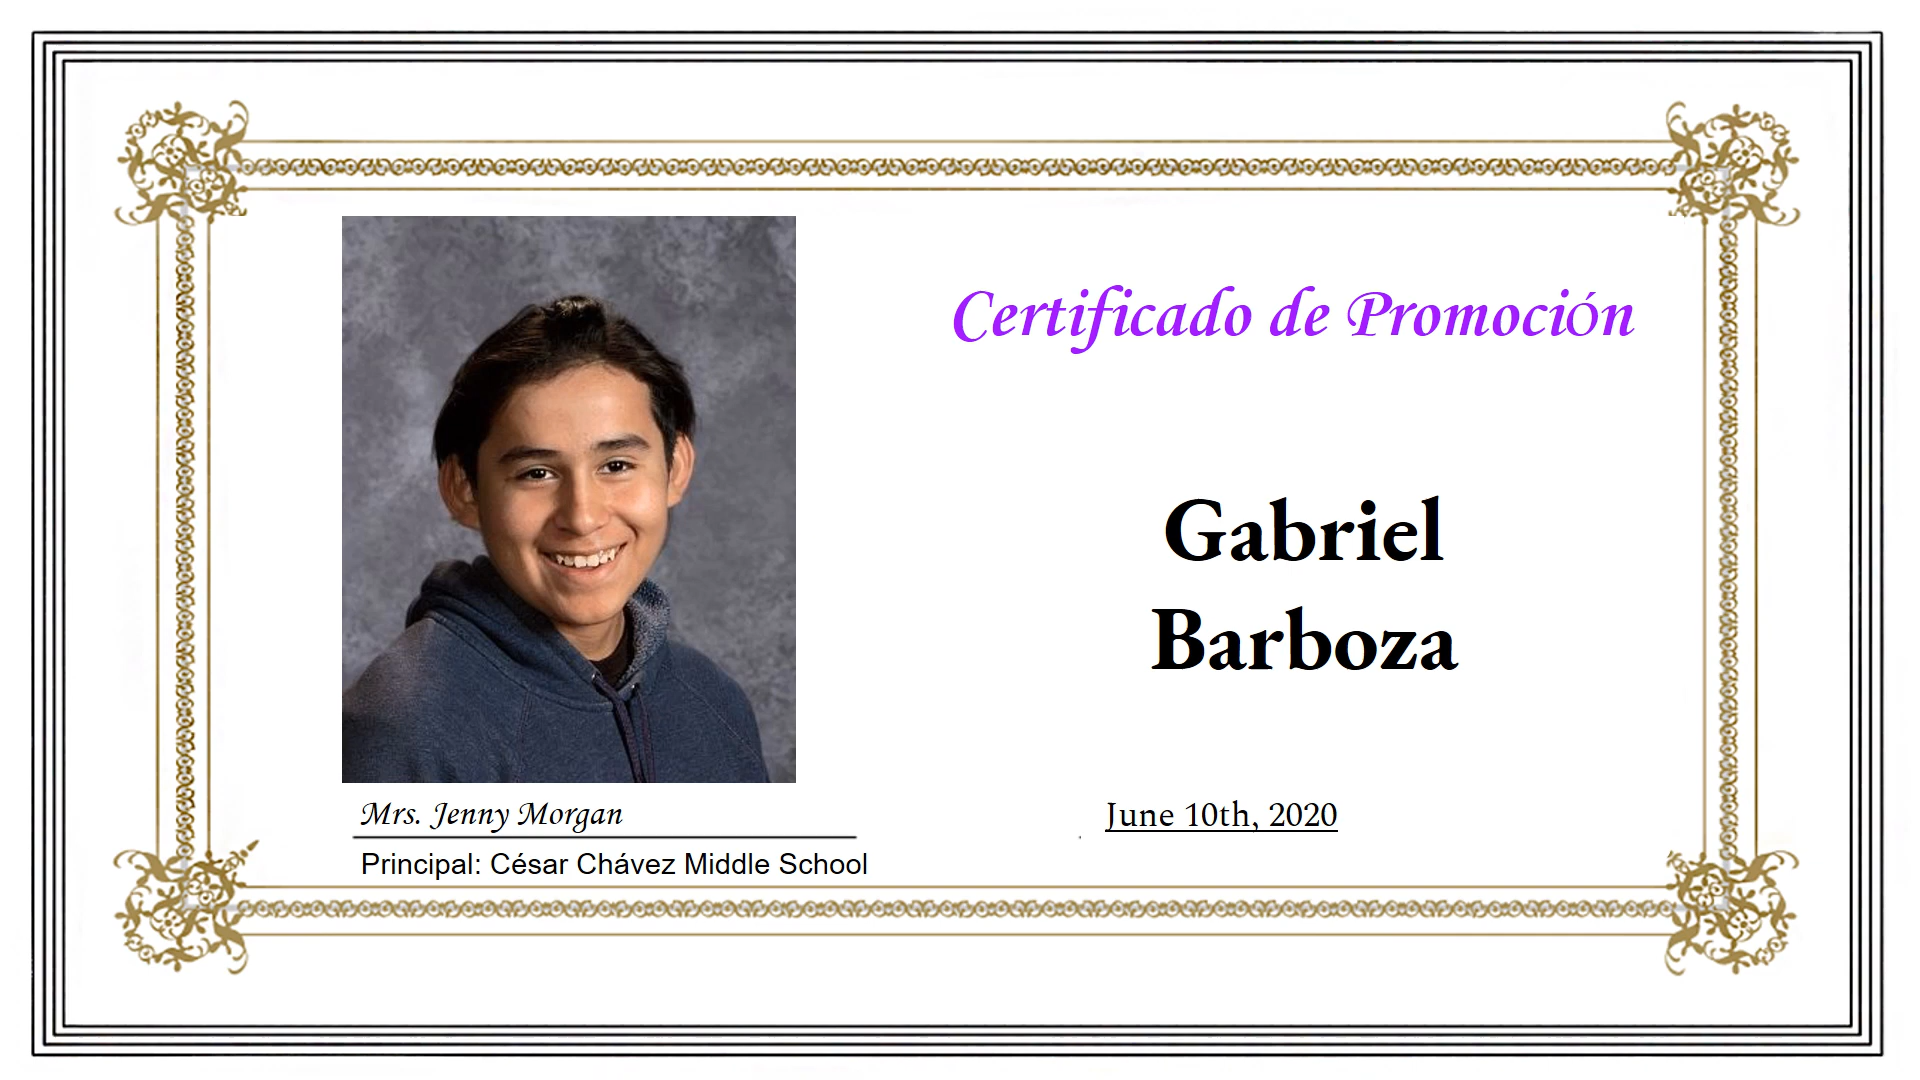 Certificado de Promoción
Gabriel
Barboza
Mrs. Jenny Morgan
Principal: César Chávez Middle School
June 10th, 2020